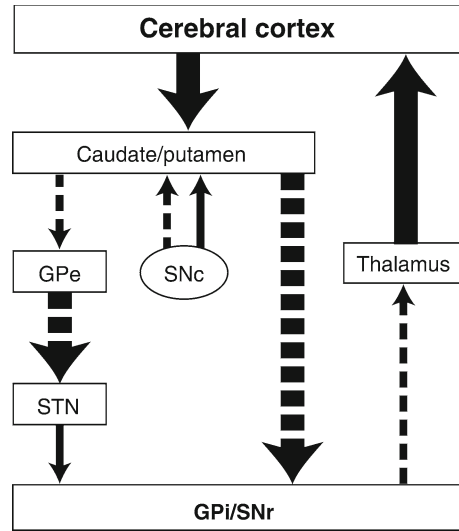 Cerebral cortex
Caudate/putamen
GPe
SNc
Thalamus
STN
GPi/SNr